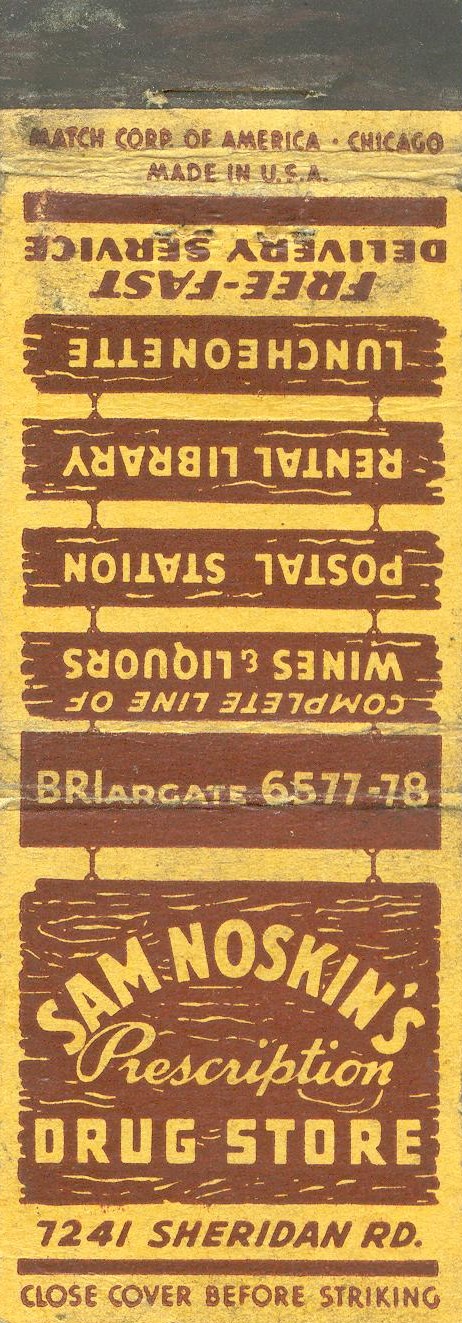 MATCH CORP. OF AMERICA · CHICAGO
MADE IN U.S.A.
COMPLETE LINE OF
WINES & LIQUORS
POSTAL STATION
RENTAL LIBRARY
LUNCHEONETTE
FREE-FAST
DELIVERY SERVICE
BRIARGATE 6577-78
SAM NOSKIN'S
Prescription
DRUG STORE
7241 SHERIDAN RD.
CLOSE COVER BEFORE STRIKING